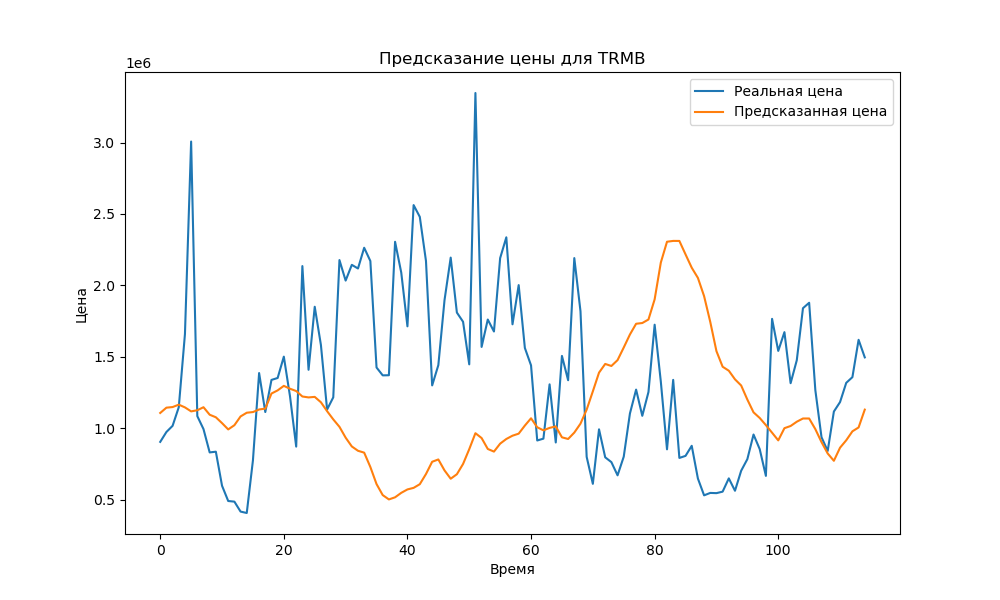 Предсказание цены для TRMB
1e6
Реальная цена
Предсказанная цена
3.0
2.5
2.0
1.5
1.0
0.5
Цена
0 20 40 60 80 100
Время